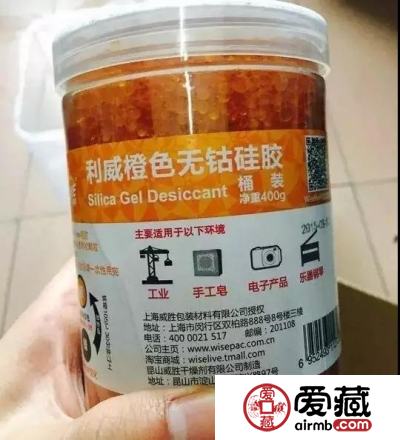 利威橙色无钴硅胶
Silica Gel Desiccant
桶 装
净重400g
主要适用于以下环境
工业
手工皂
电子产品
乐器钢琴
上海威胜包装材料有限公司授权
地址：上海市闵行区双柏路888号8号楼三楼
电话：400 0021 517
邮编：201108
公司主页：www.wisepac.com
淘宝商城：wiselive.tmall.com
昆山威胜干燥剂有限公司制造
地址：昆山市淀山
爱藏
airmb.com